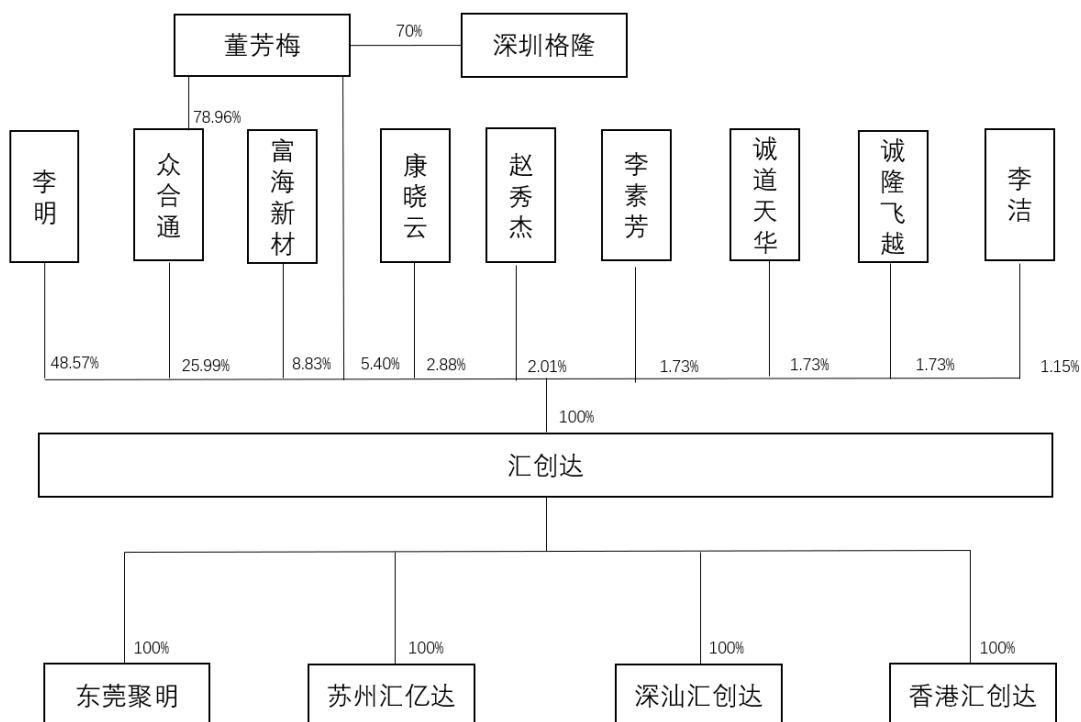 董芳梅
70%
深圳格隆
78.96%
李明
众合通
富海新材
康晓云
赵秀杰
李素芳
诚道天华
诚隆飞越
李洁
48.57%
25.99%
8.83%
5.40%
2.88%
2.01%
1.73%
1.73%
1.73%
1.15%
100%
汇创达
100%
100%
100%
100%
东莞聚明
苏州汇亿达
深汕汇创达
香港汇创达